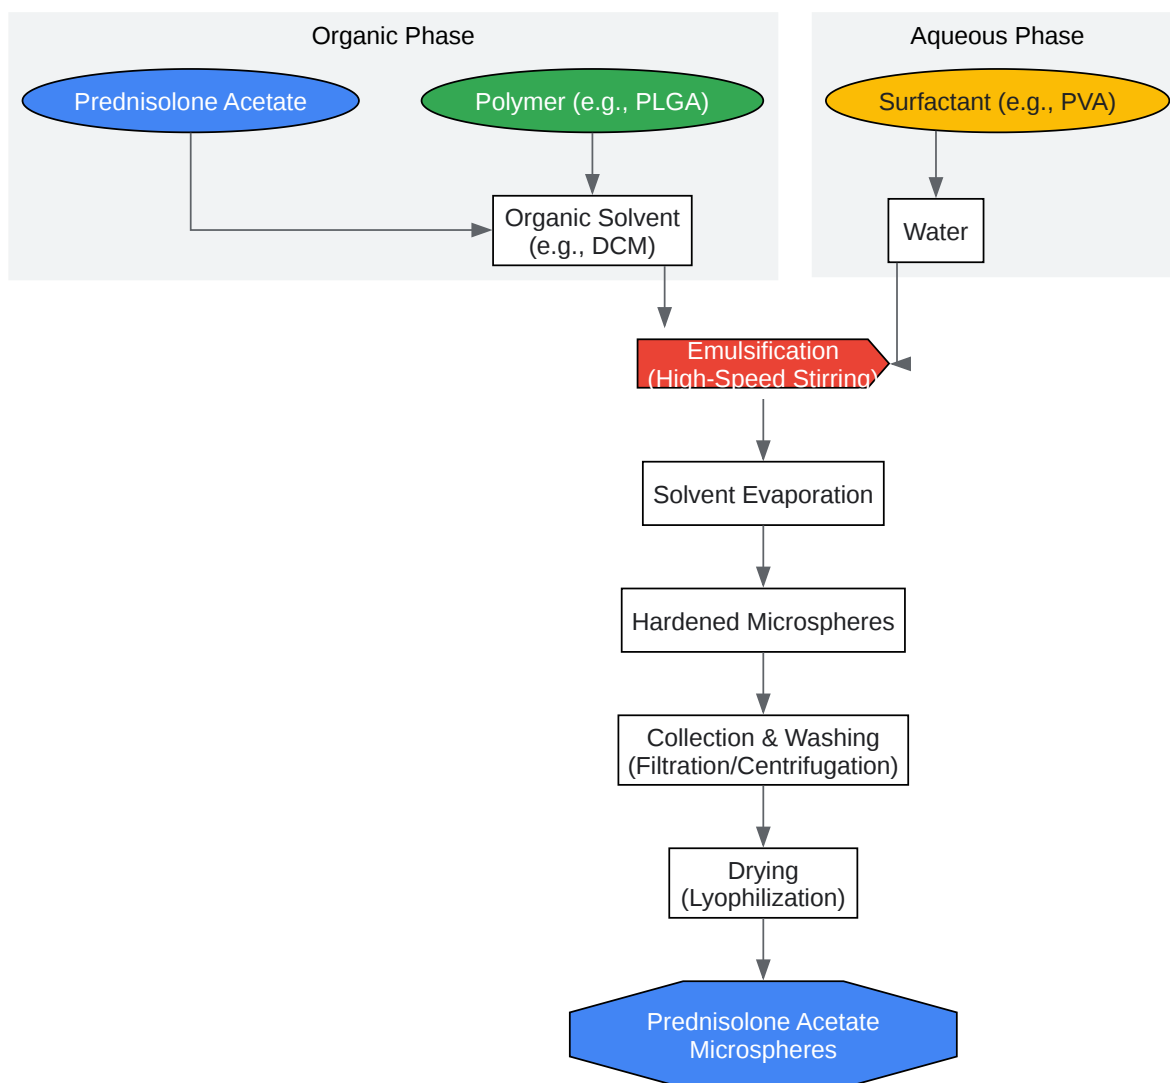 Organic Phase
Aqueous Phase
Prednisolone Acetate
Polymer (e.g., PLGA)
Surfactant (e.g., PVA)
Organic Solvent
(e.g., DCM)
Water
Emulsification
(High-Speed Stirring)
Solvent Evaporation
Hardened Microspheres
Collection & Washing
(Filtration/Centrifugation)
Drying
(Lyophilization)
Prednisolone Acetate
Microspheres